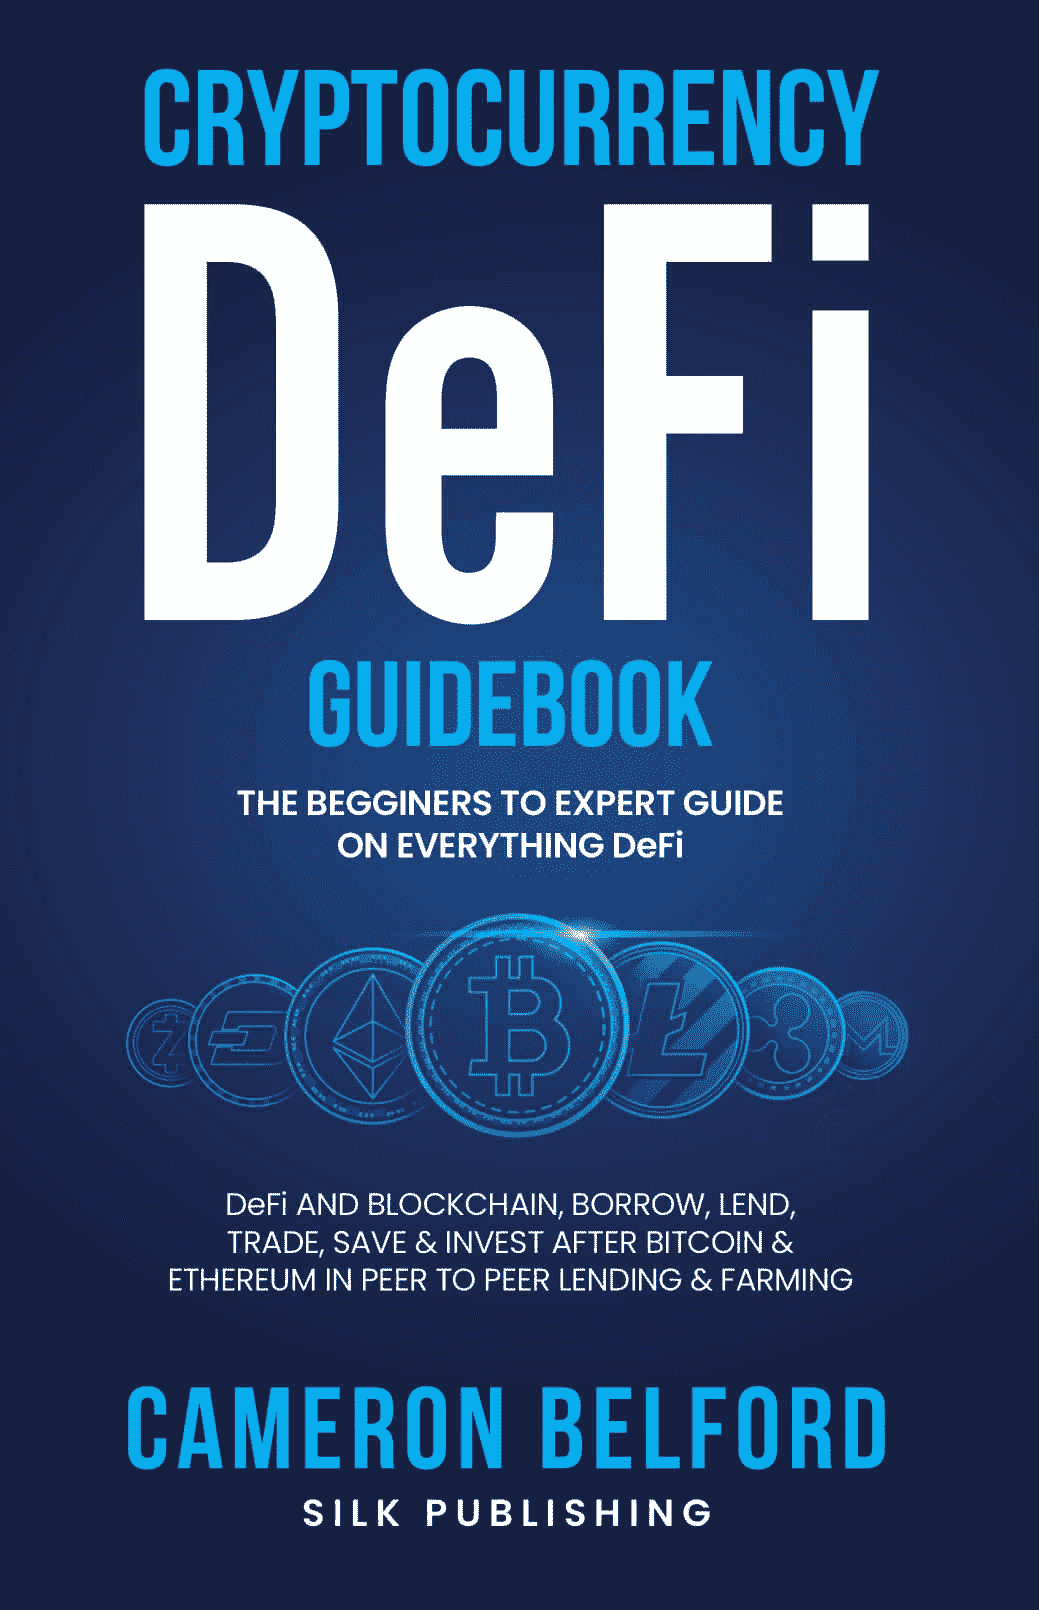 CRYPTOCURRENCY
DeFi
GUIDEBOOK
THE BEGGINERS TO EXPERT GUIDE
ON EVERYTHING DeFi
DeFi AND BLOCKCHAIN, BORROW, LEND,
TRADE, SAVE & INVEST AFTER BITCOIN &
ETHEREUM IN PEER TO PEER LENDING & FARMING
CAMERON BELFORD
SILK PUBLISHING